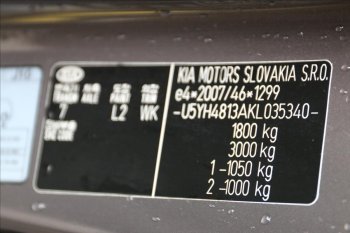 KIA MOTORS SLOVAKIA S.R.O.
e4*2007/46*1299
-U5YH4813AKL035340-
1800 kg
3000 kg
1 -1050 kg
2 -1000 kg
7 L2 WK